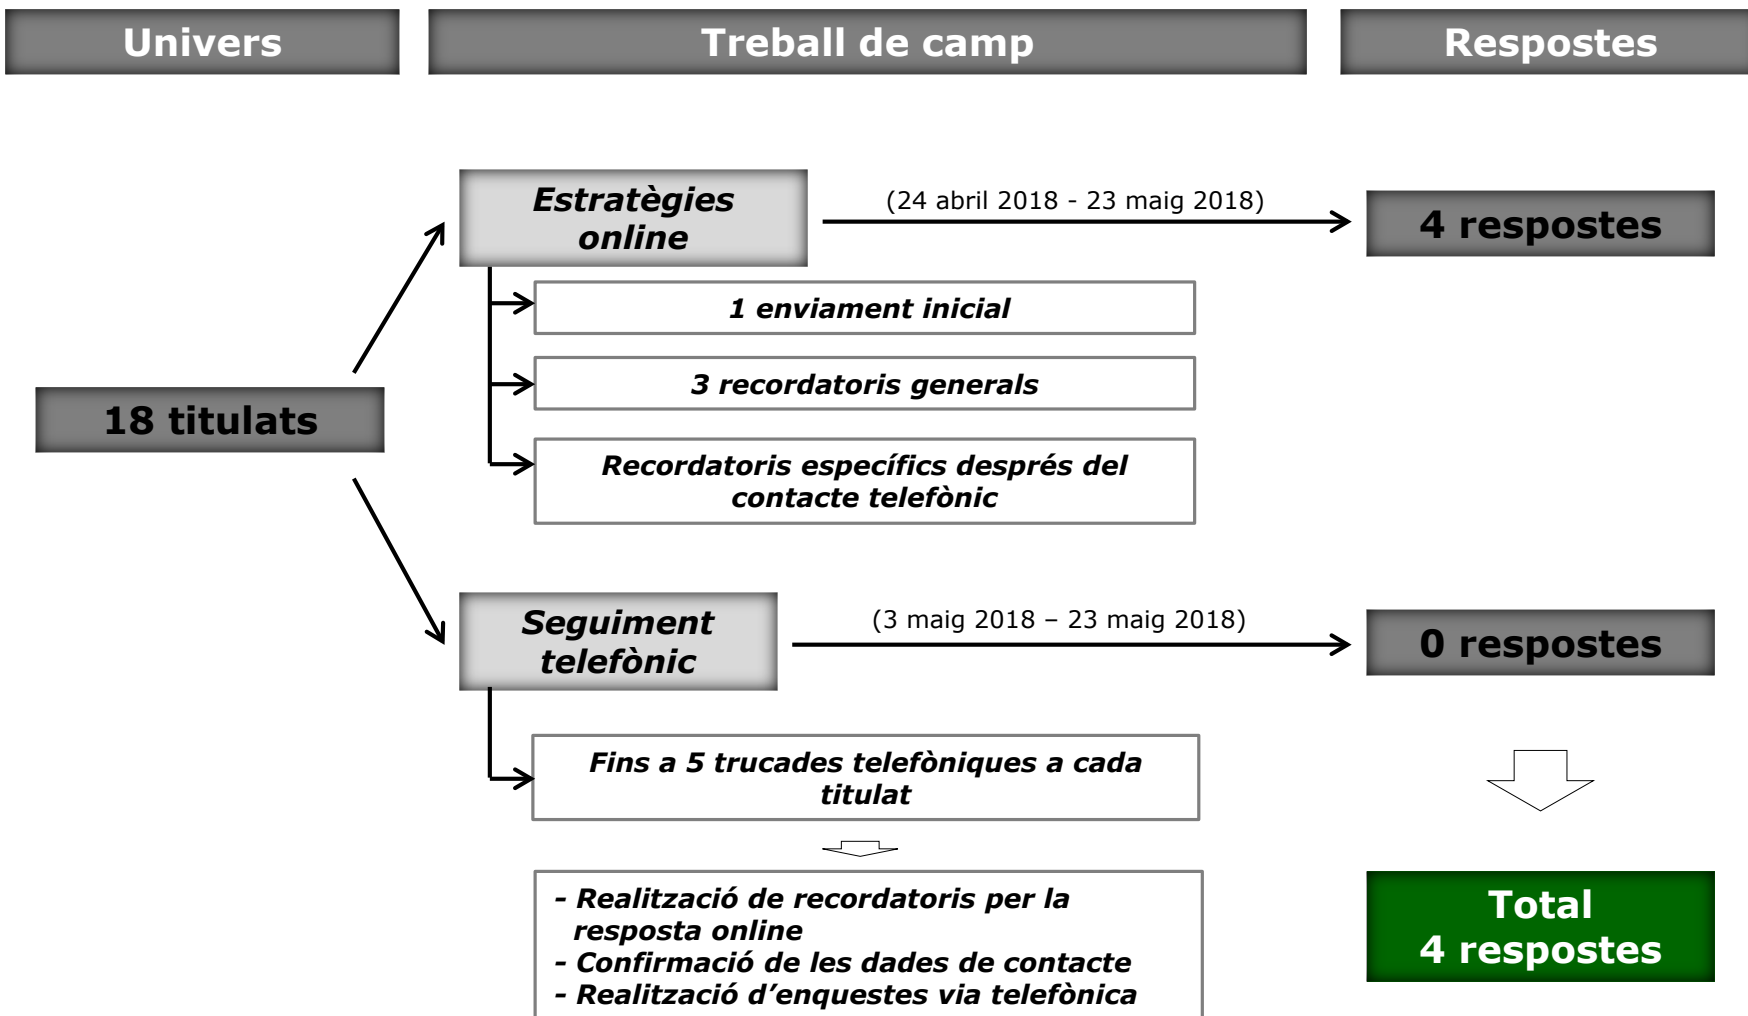 Univers
Treball de camp
Respostes
Estratègies
online
(24 abril 2018 - 23 maig 2018)
4 respostes
1 enviament inicial
3 recordatoris generals
18 titulats
Recordatoris específics després del
contacte telefònic
Seguiment
telefònic
(3 maig 2018 – 23 maig 2018)
0 respostes
Fins a 5 trucades telefòniques a cada
titulat
- Realització de recordatoris per la
resposta online
- Confirmació de les dades de contacte
- Realització d’enquestes via telefònica
Total
4 respostes